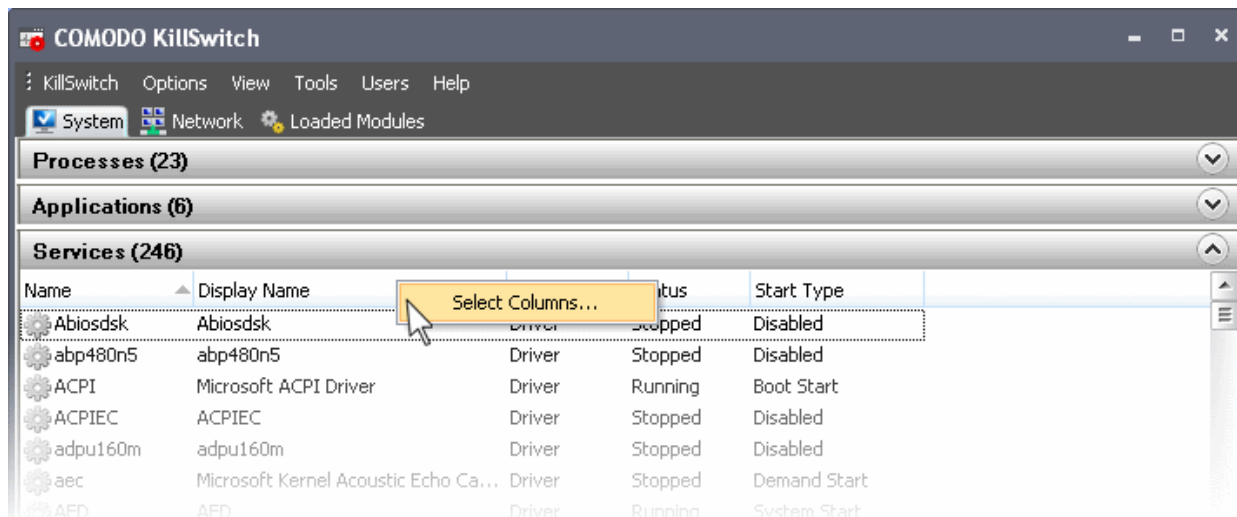 COMODO KillSwitch
KillSwitch Options View Tools Users Help
System Network Loaded Modules
Processes (23)
Applications (6)
Services (246)
Name Display Name Select Columns... tus Start Type
Abiosdsk Abiosdsk Driver Stopped Disabled
abp480n5 abp480n5 Driver Stopped Disabled
ACPI Microsoft ACPI Driver Driver Running Boot Start
ACPIEC ACPIEC Driver Stopped Disabled
adpu160m adpu160m Driver Stopped Disabled
aec Microsoft Kernel Acoustic Echo Ca... Driver Stopped Demand Start
AFD AFD Driver Running System Start